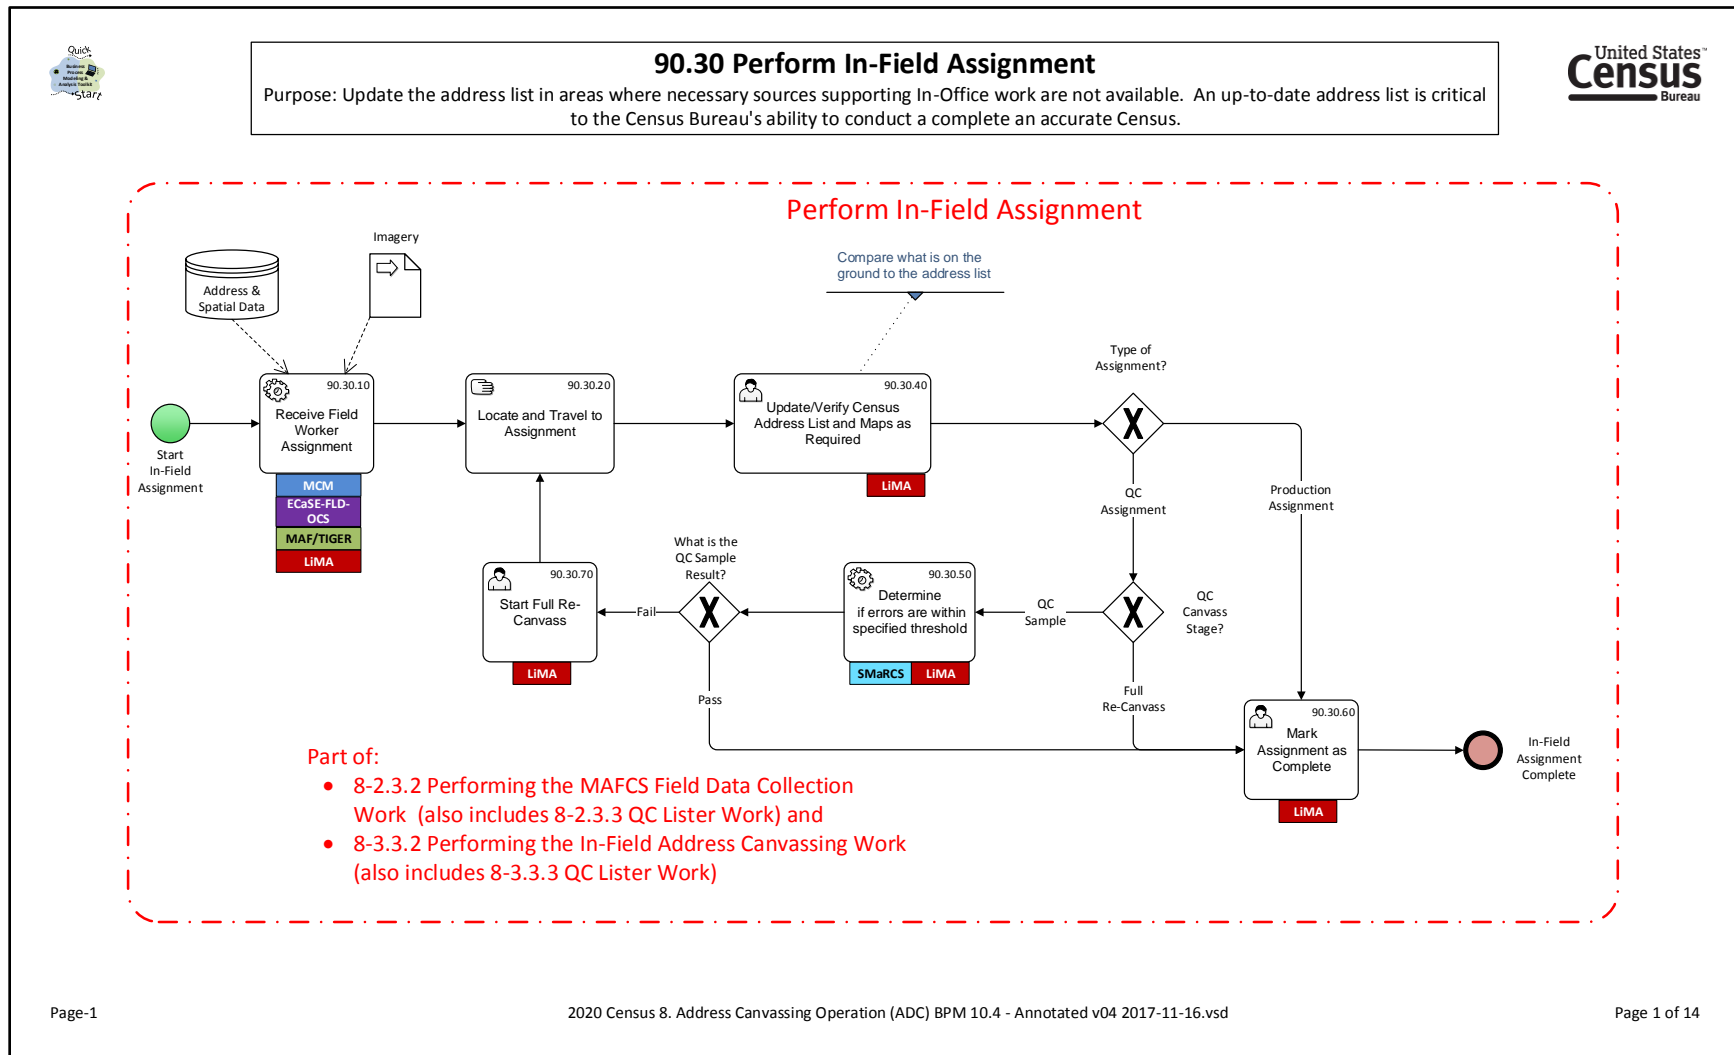 Quick
Business
Process
Modeling &
Analysis Toolkit
Start
90.30 Perform In-Field Assignment
Purpose: Update the address list in areas where necessary sources supporting In-Office work are not available. An up-to-date address list is critical
to the Census Bureau's ability to conduct a complete an accurate Census.
United States™
Census
Bureau
Perform In-Field Assignment
Imagery
Address &
Spatial Data
Compare what is on the
ground to the address list
Type of
Assignment?
90.30.10
Receive Field
Worker
Assignment
MCM
ECaSE-FLD-
OCS
MAF/TIGER
LiMA
Start
In-Field
Assignment
90.30.20
Locate and Travel to
Assignment
90.30.40
Update/Verify Census
Address List and Maps as
Required
LiMA
X
QC
Assignment
Production
Assignment
What is the
QC Sample
Result?
90.30.70
Start Full Re-
Canvass
LiMA
Fail
X
90.30.50
Determine
if errors are within
specified threshold
SMaRCS
LiMA
QC
Sample
X
QC
Canvass
Stage?
Pass
Full
Re-Canvass
90.30.60
Mark
Assignment as
Complete
LiMA
In-Field
Assignment
Complete
Part of:
• 8-2.3.2 Performing the MAFCS Field Data Collection
Work (also includes 8-2.3.3 QC Lister Work) and
• 8-3.3.2 Performing the In-Field Address Canvassing Work
(also includes 8-3.3.3 QC Lister Work)
Page-1
2020 Census 8. Address Canvassing Operation (ADC) BPM 10.4 - Annotated v04 2017-11-16.vsd
Page 1 of 14